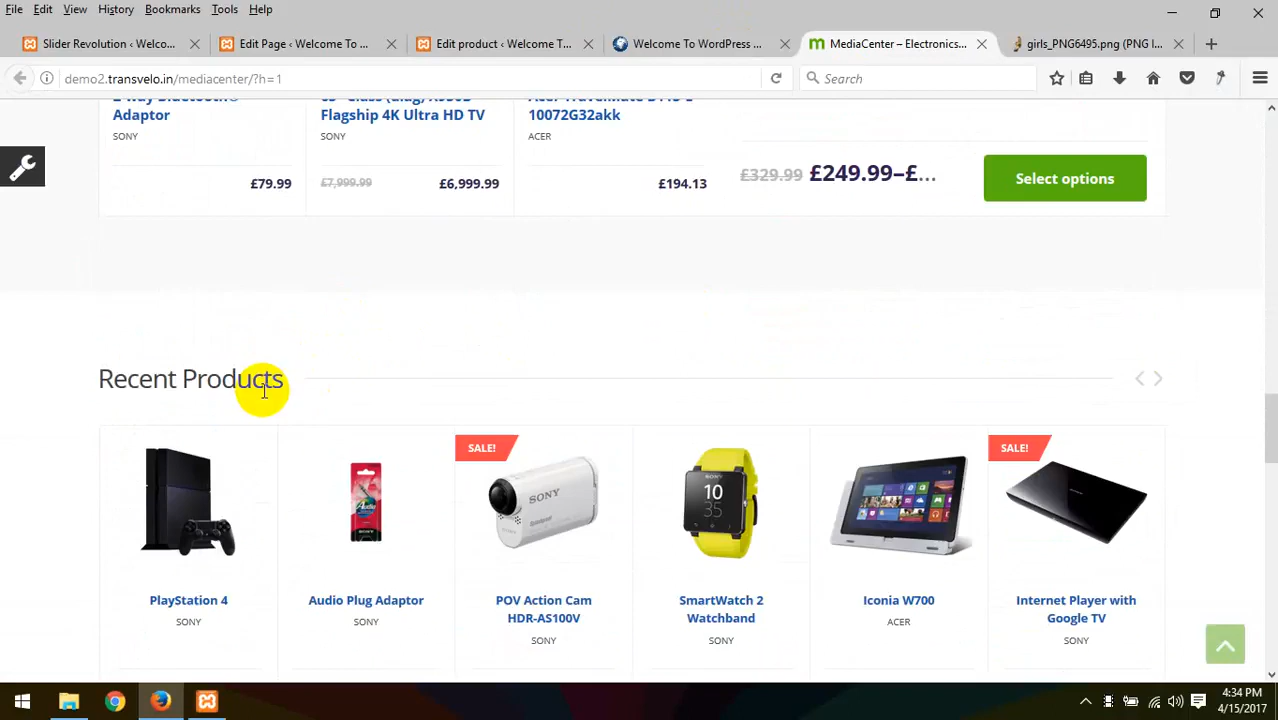 File Edit View History Bookmarks Tools Help
Slider Revolution ‹ Welco... Edit Page ‹ Welcome To ... Edit product ‹ Welcome T... Welcome To WordPress ... MediaCenter – Electronics... girls_PNG6495.png (PNG I...
demo2.transvelo.in/mediacenter/?h=1
Search
Adaptor
SONY
£79.99
Flagship 4K Ultra HD TV
SONY
£7,999.99 £6,999.99
10072G32akk
ACER
£194.13
£329.99 £249.99–£...
Select options
Recent Products
PlayStation 4
SONY
Audio Plug Adaptor
SONY
SALE!
SONY
POV Action Cam
HDR-AS100V
SONY
SONY
10
35
SmartWatch 2
Watchband
SONY
Iconia W700
ACER
SALE!
Internet Player with
Google TV
SONY
4:34 PM
4/15/2017